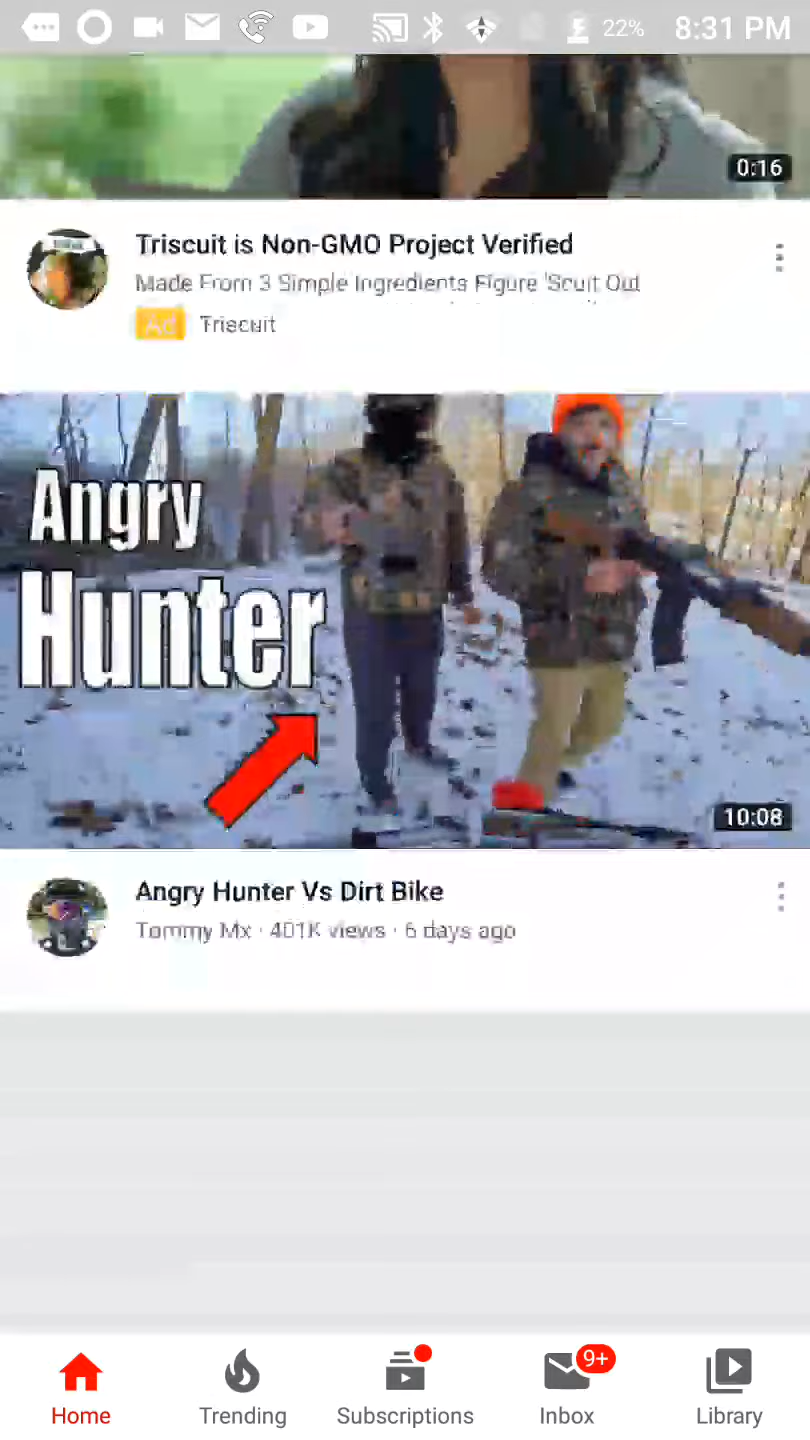 22% 8:31 PM
0:16
Triscuit is Non-GMO Project Verified
Made From 3 Simple Ingredients Figure 'Scuit Out
Ad Triscuit
Angry
Hunter
10:08
Angry Hunter Vs Dirt Bike
Tommy Mx · 401K views · 6 days ago
9+
Home Trending Subscriptions Inbox Library